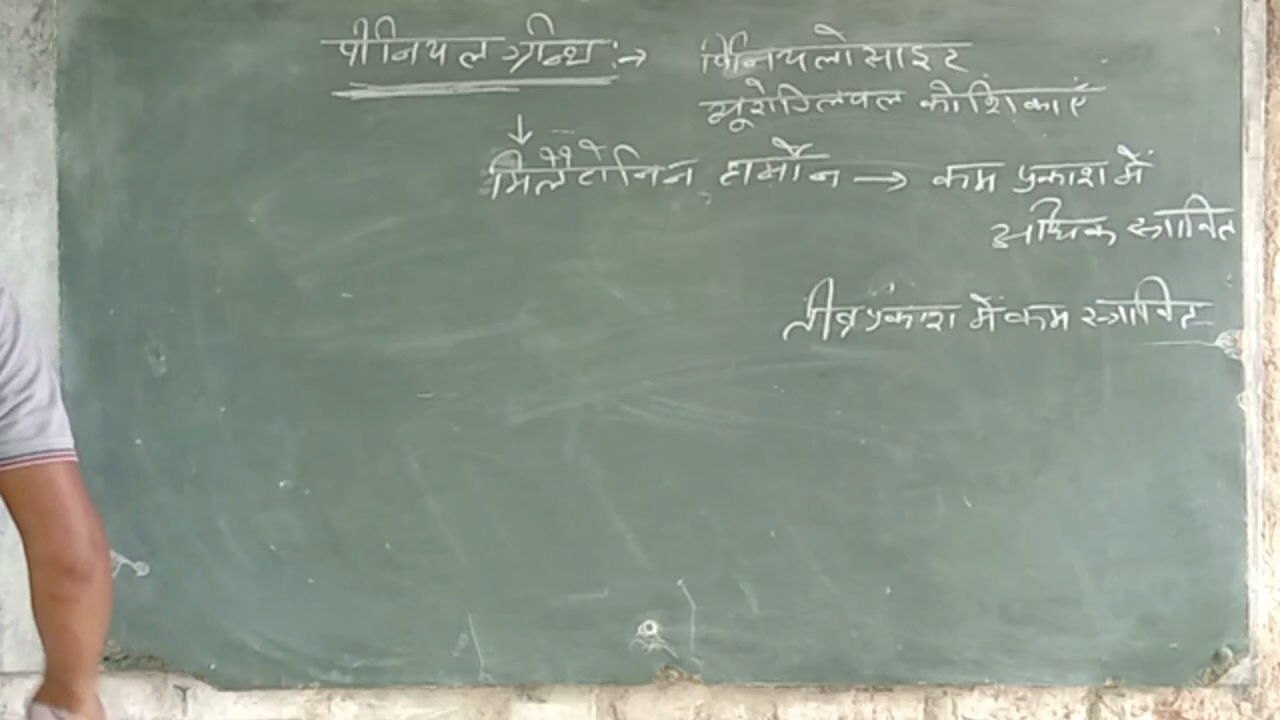 पीनियल ग्रन्थि :→ पिनियलोसाइट
न्यूरोग्लियल कोशिकाएं
↓
मिलेटोनिन हार्मोन → कम प्रकाश में
अधिक स्त्रावित
तीव्र प्रकाश में कम स्त्रावित